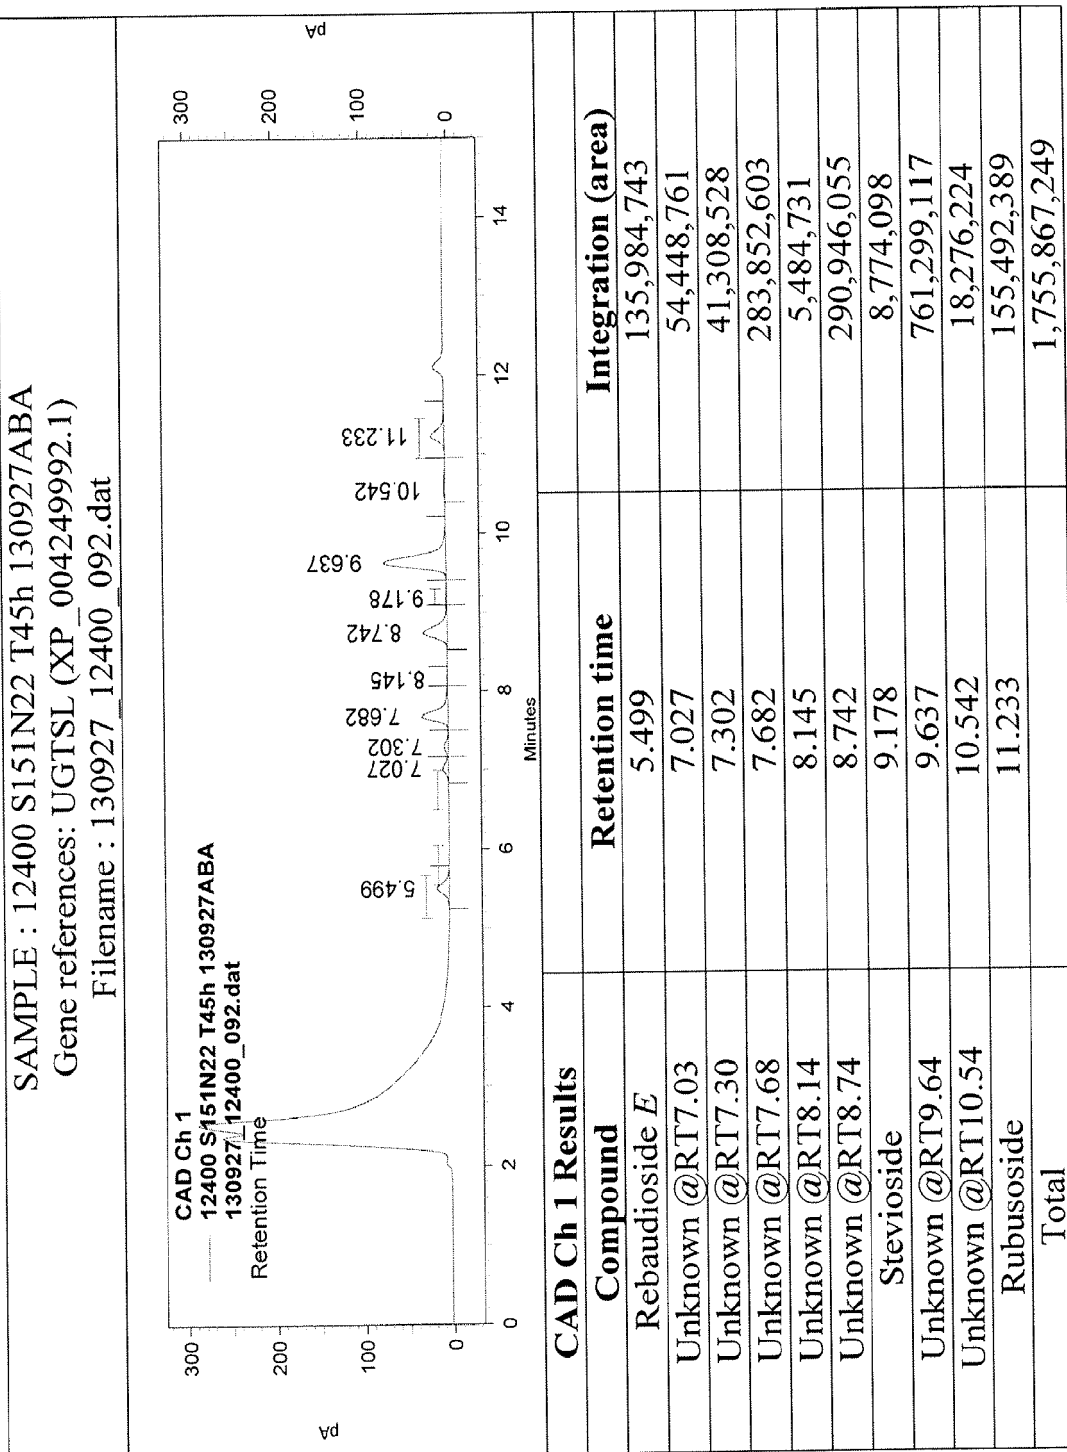 SAMPLE : 12400 S151N22 T45h 130927ABA
Gene references: UGTSL (XP_004249992.1)
Filename : 130927_12400_092.dat
CAD Ch 1
12400 S151N22 T45h 130927ABA
130927_12400_092.dat
Retention Time
pA
300
200
100
0
pA
300
200
100
0
5.499
7.027
7.302
7.682
8.145
8.742
9.178
9.637
10.542
11.233
0
2
4
6
8
10
12
14
Minutes
CAD Ch 1 Results
Compound Retention time Integration (area)
Rebaudioside E 5.499 135,984,743
Unknown @RT7.03 7.027 54,448,761
Unknown @RT7.30 7.302 41,308,528
Unknown @RT7.68 7.682 283,852,603
Unknown @RT8.14 8.145 5,484,731
Unknown @RT8.74 8.742 290,946,055
Stevioside 9.178 8,774,098
Unknown @RT9.64 9.637 761,299,117
Unknown @RT10.54 10.542 18,276,224
Rubusoside 11.233 155,492,389
Total 1,755,867,249